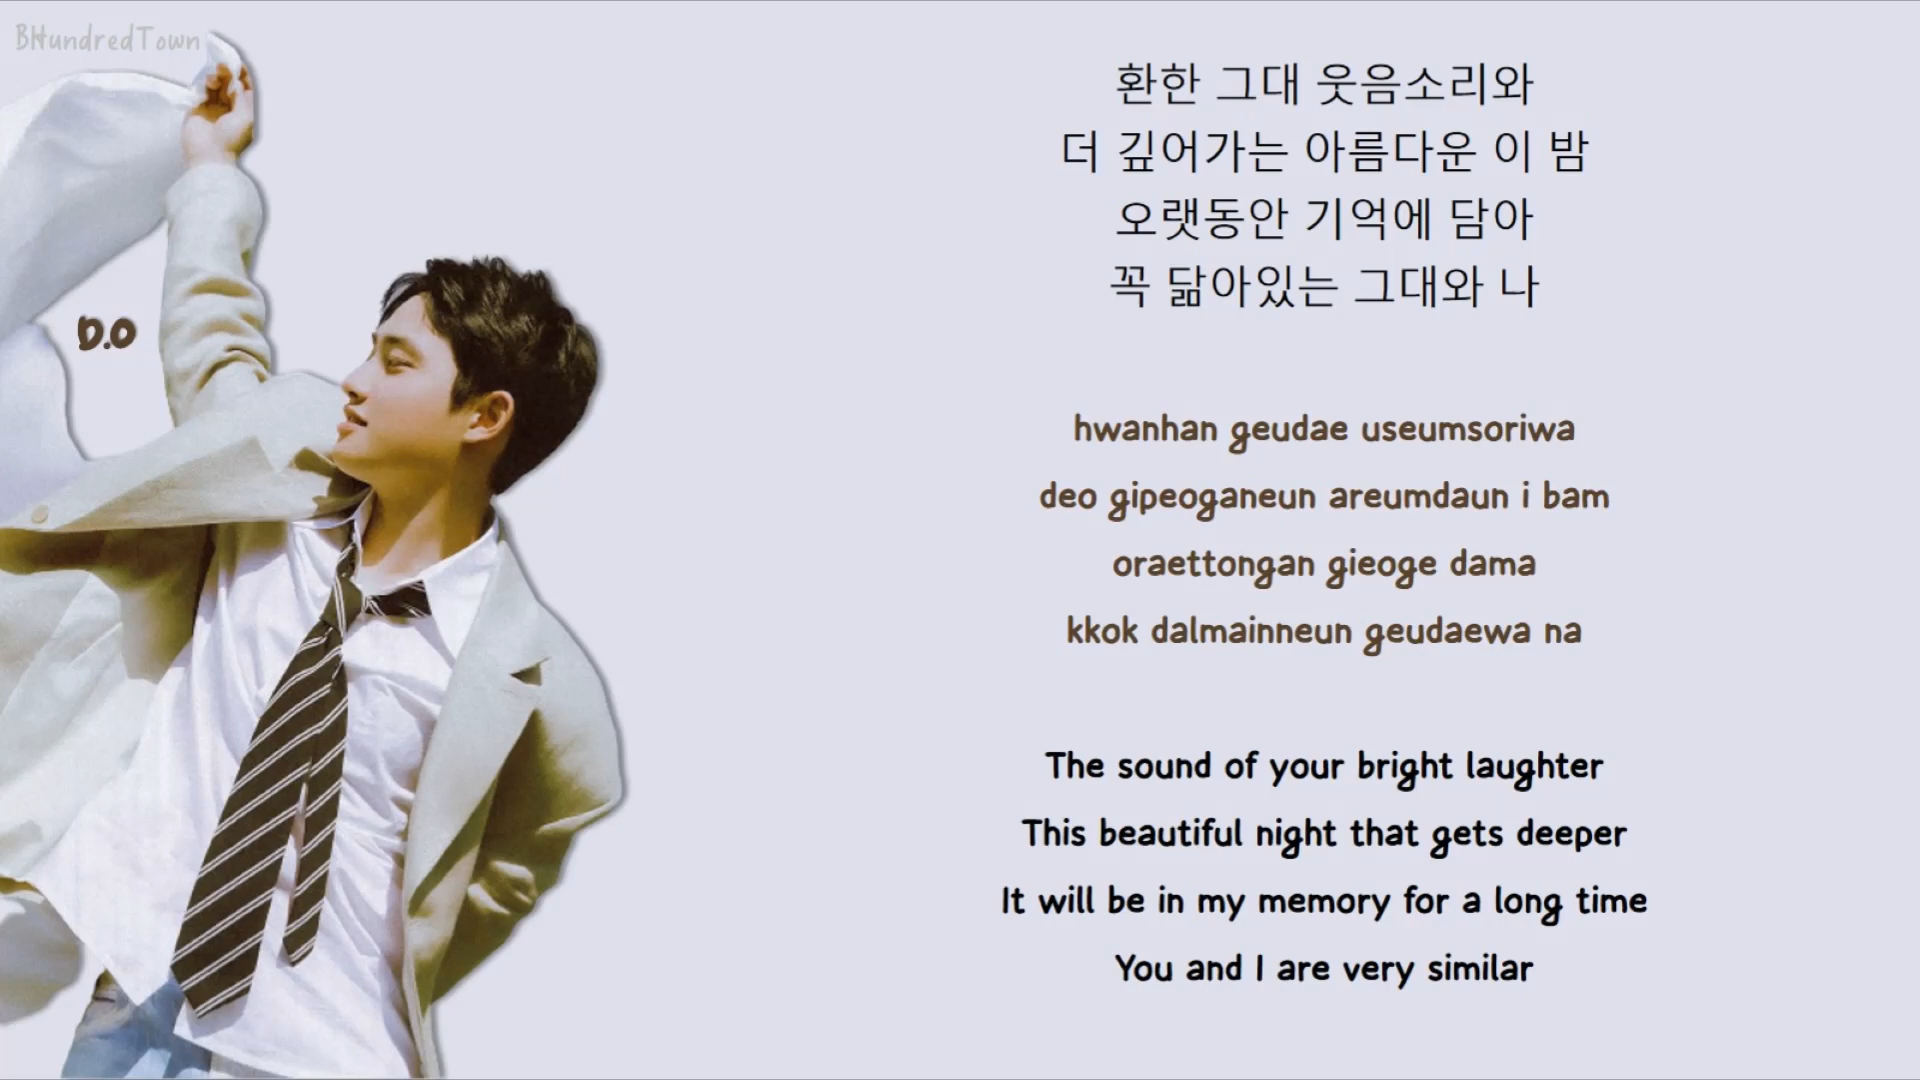 BHundredTown
D.O
환한 그대 웃음소리와
더 깊어가는 아름다운 이 밤
오랫동안 기억에 담아
꼭 닮아있는 그대와 나
hwanhan geudae useumsoriwa
deo gipeoganeun areumdaun i bam
oraettongan gieoge dama
kkok dalmainneun geudaewa na
The sound of your bright laughter
This beautiful night that gets deeper
It will be in my memory for a long time
You and I are very similar